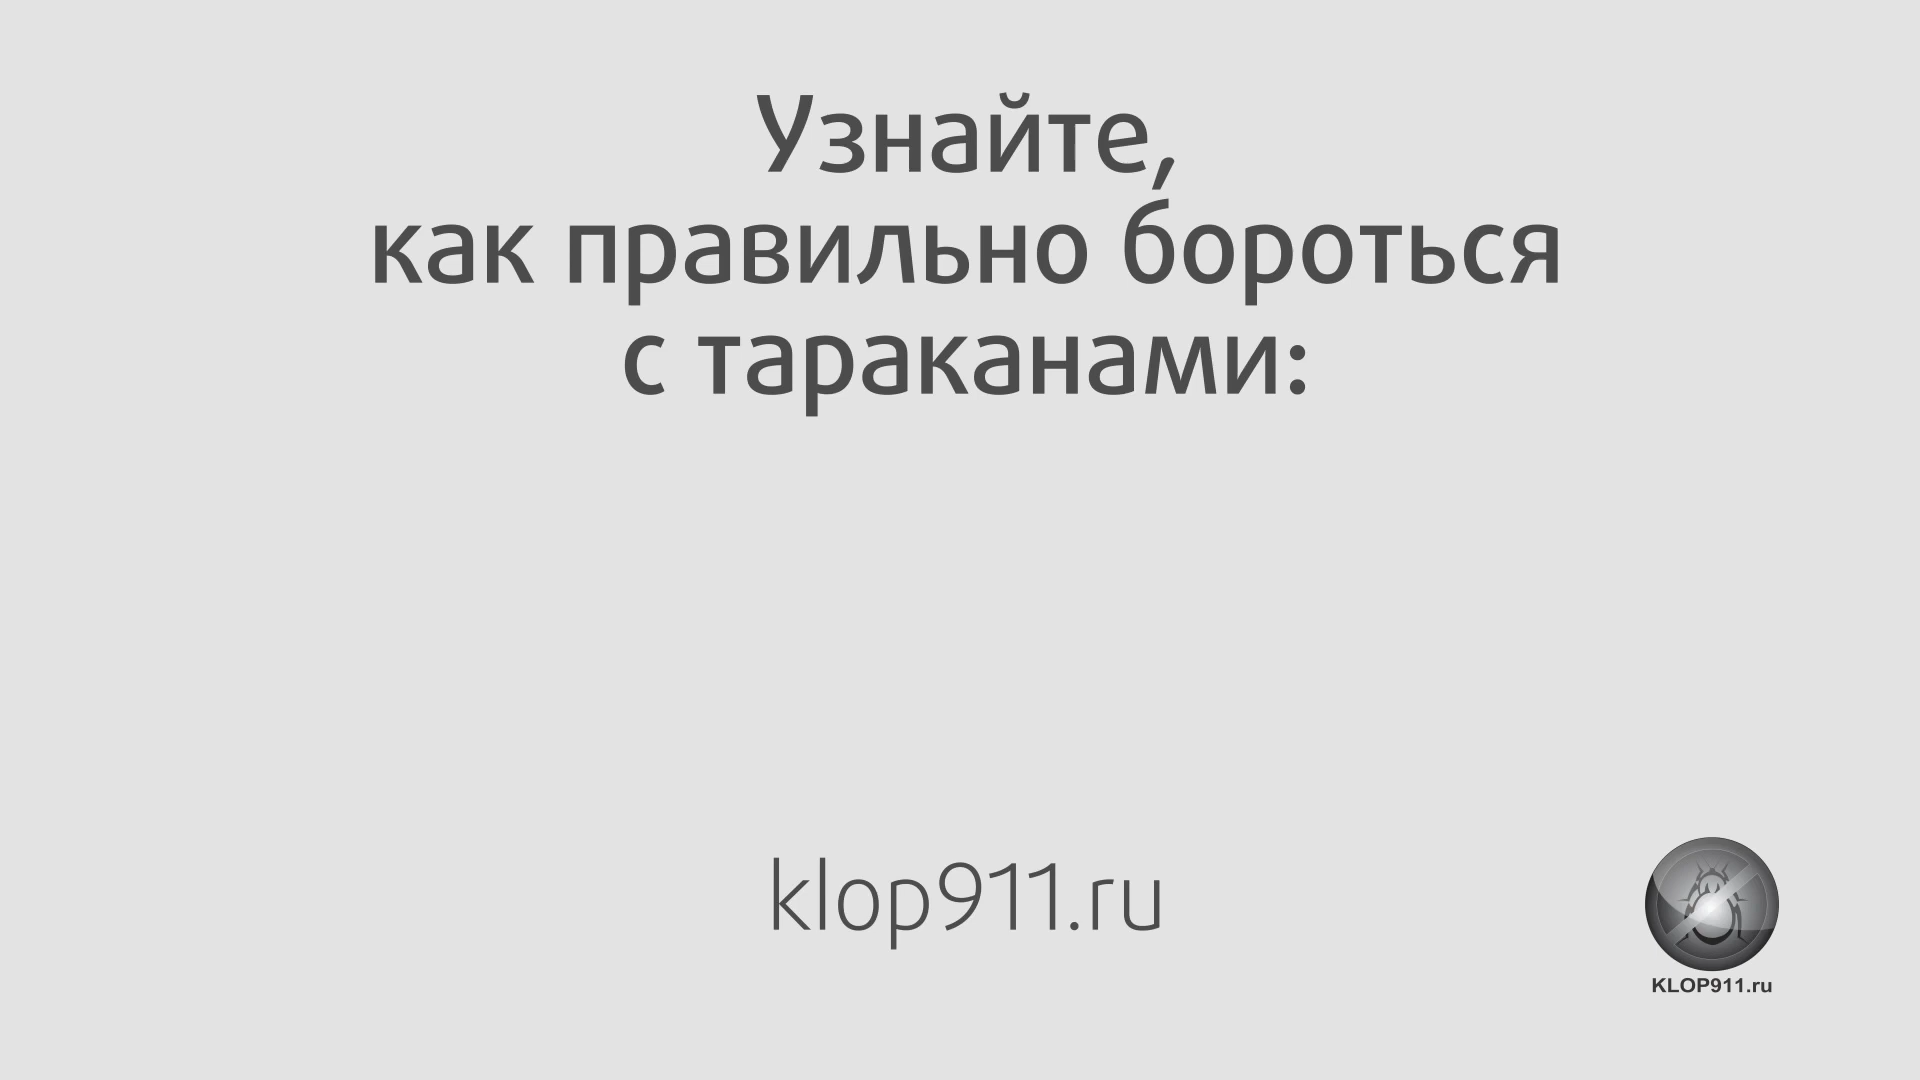 Узнайте,
как правильно бороться
с тараканами:
klop911.ru
KLOP911.ru